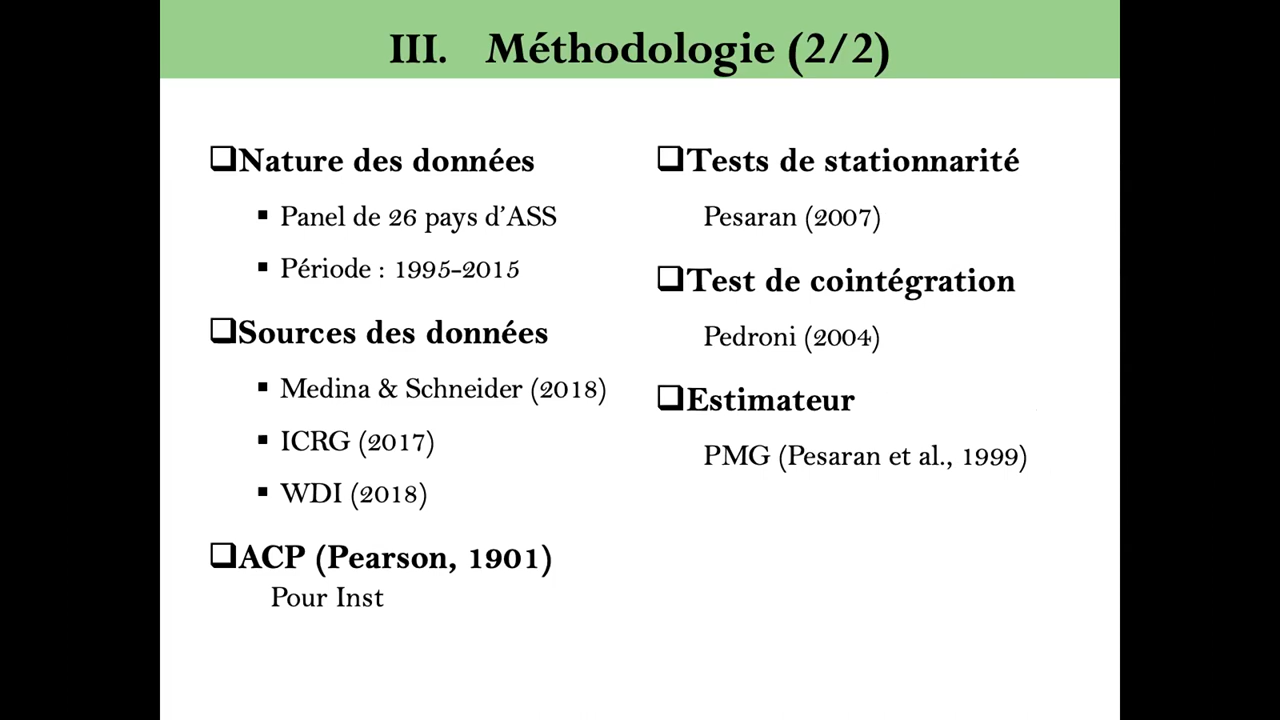 III. Méthodologie (2/2)
❑Nature des données
▪ Panel de 26 pays d’ASS
▪ Période : 1995-2015
❑Sources des données
▪ Medina & Schneider (2018)
▪ ICRG (2017)
▪ WDI (2018)
❑ACP (Pearson, 1901)
Pour Inst
❑Tests de stationnarité
Pesaran (2007)
❑Test de cointégration
Pedroni (2004)
❑Estimateur
PMG (Pesaran et al., 1999)